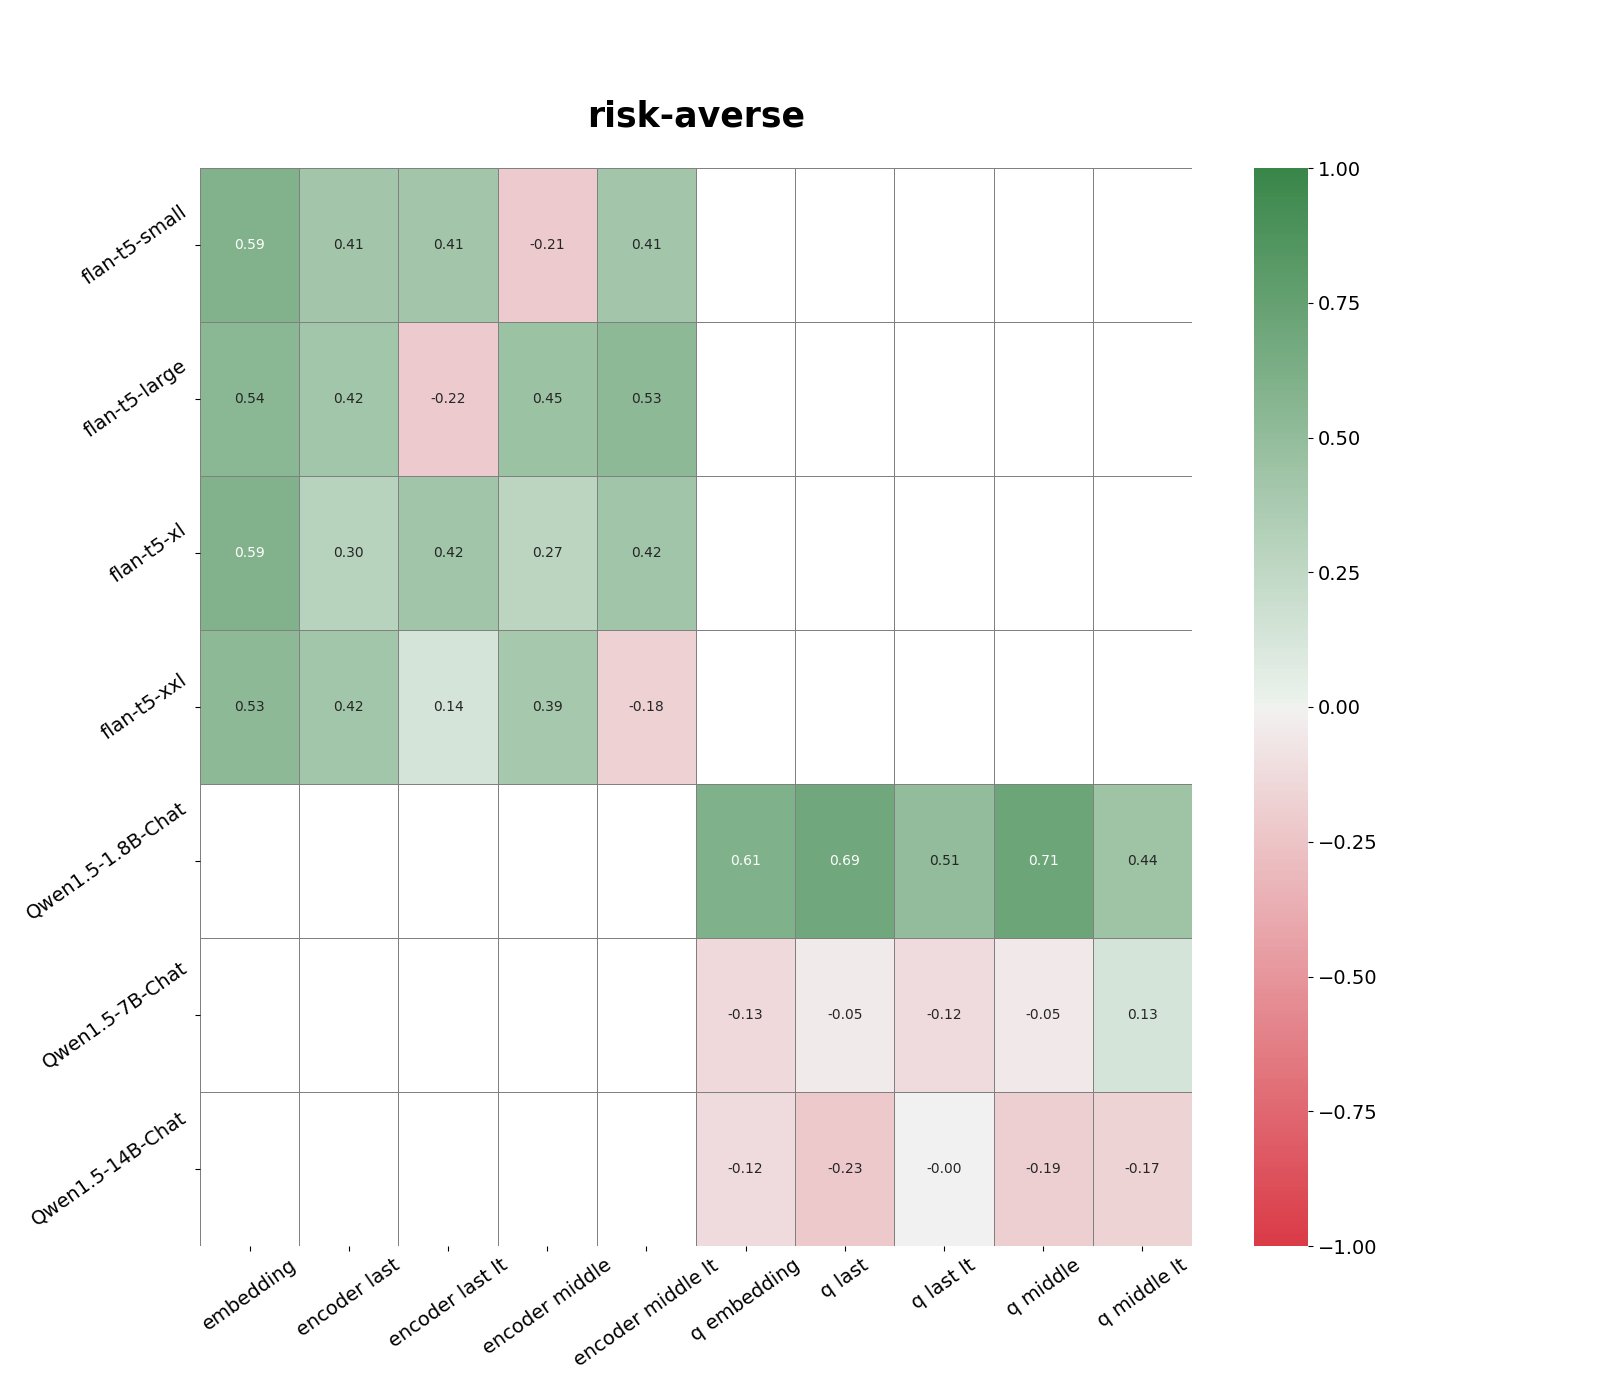 risk-averse
flan-t5-small
0.59 0.41 0.41 -0.21 0.41
flan-t5-large
0.54 0.42 -0.22 0.45 0.53
flan-t5-xl
0.59 0.30 0.42 0.27 0.42
flan-t5-xxl
0.53 0.42 0.14 0.39 -0.18
Qwen1.5-1.8B-Chat
0.61 0.69 0.51 0.71 0.44
Qwen1.5-7B-Chat
-0.13 -0.05 -0.12 -0.05 0.13
Qwen1.5-14B-Chat
-0.12 -0.23 -0.00 -0.19 -0.17
embedding
encoder last
encoder last lt
encoder middle
encoder middle lt
q embedding
q last
q last lt
q middle
q middle lt
1.00
0.75
0.50
0.25
0.00
−0.25
−0.50
−0.75
−1.00